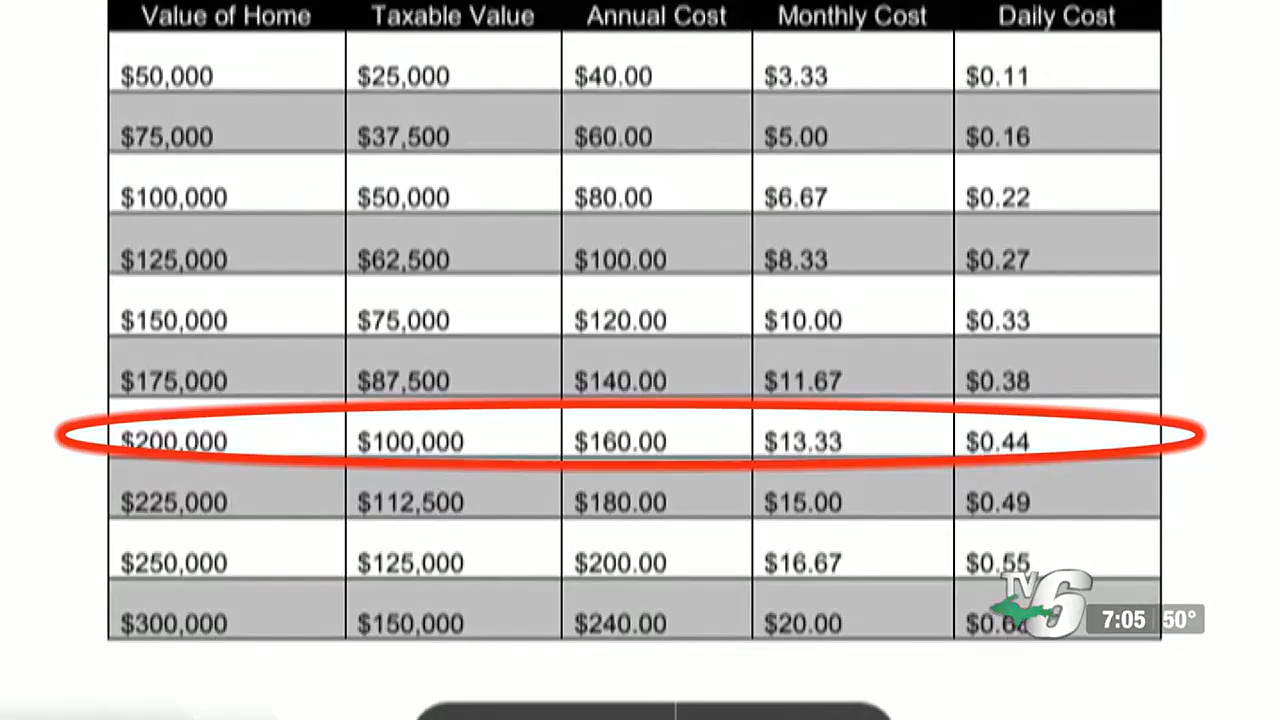 Value of Home Taxable Value Annual Cost Monthly Cost Daily Cost
$50,000 $25,000 $40.00 $3.33 $0.11
$75,000 $37,500 $60.00 $5.00 $0.16
$100,000 $50,000 $80.00 $6.67 $0.22
$125,000 $62,500 $100.00 $8.33 $0.27
$150,000 $75,000 $120.00 $10.00 $0.33
$175,000 $87,500 $140.00 $11.67 $0.38
$200,000 $100,000 $160.00 $13.33 $0.44
$225,000 $112,500 $180.00 $15.00 $0.49
$250,000 $125,000 $200.00 $16.67 $0.55
$300,000 $150,000 $240.00 $20.00
TV6 7:05 50°